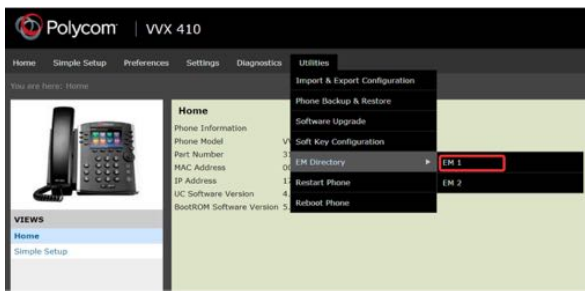 Polycom | VVX 410
Home Simple Setup Preferences Settings Diagnostics Utilities
You are here: Home
Import & Export Configuration
Phone Backup & Restore
Software Upgrade
Soft Key Configuration
EM Directory
EM 1
EM 2
Restart Phone
Reboot Phone
Home
Phone Information
Phone Model
Part Number
MAC Address
IP Address
UC Software Version 4.
BootROM Software Version 5.
VIEWS
Home
Simple Setup